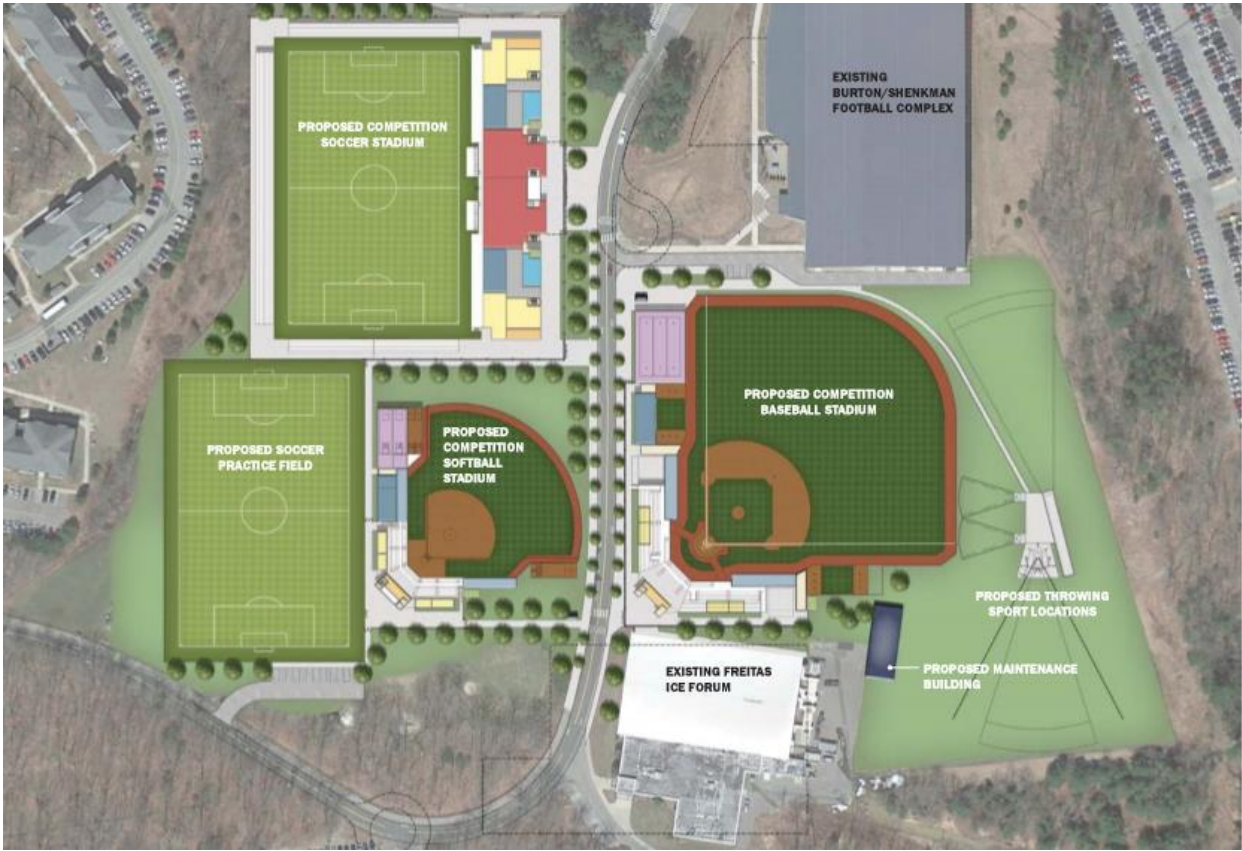 EXISTING
BURTON/SHENKMAN
FOOTBALL COMPLEX
PROPOSED COMPETITION
SOCCER STADIUM
PROPOSED COMPETITION
BASEBALL STADIUM
PROPOSED
COMPETITION
SOFTBALL
STADIUM
PROPOSED SOCCER
PRACTICE FIELD
PROPOSED THROWING
SPORT LOCATIONS
EXISTING FREITAS
ICE FORUM
PROPOSED MAINTENANCE
BUILDING